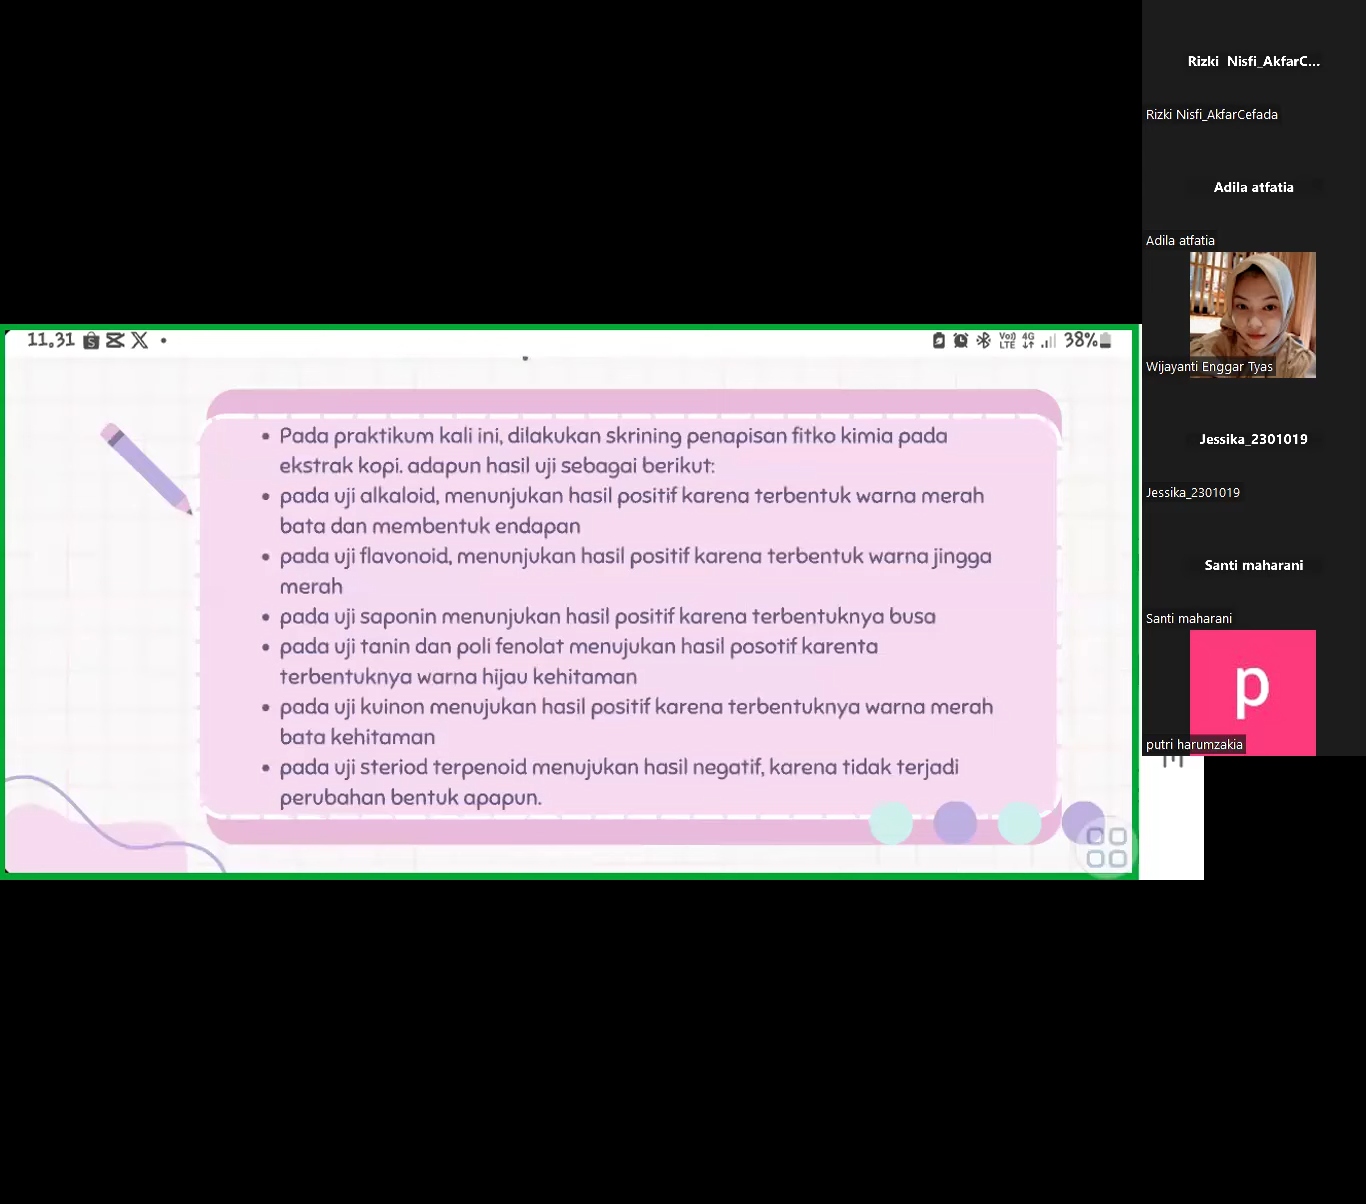 11.31
Voi) LTE 4G 38%
• Pada praktikum kali ini, dilakukan skrining penapisan fitko kimia pada
ekstrak kopi. adapun hasil uji sebagai berikut:
• pada uji alkaloid, menunjukan hasil positif karena terbentuk warna merah
bata dan membentuk endapan
• pada uji flavonoid, menunjukan hasil positif karena terbentuk warna jingga
merah
• pada uji saponin menunjukan hasil positif karena terbentuknya busa
• pada uji tanin dan poli fenolat menujukan hasil posotif karenta
terbentuknya warna hijau kehitaman
• pada uji kuinon menujukan hasil positif karena terbentuknya warna merah
bata kehitaman
• pada uji steriod terpenoid menujukan hasil negatif, karena tidak terjadi
perubahan bentuk apapun.
Rizki Nisfi_AkfarC...
Rizki Nisfi_AkfarCefada
Adila atfatia
Adila atfatia
Wijayanti Enggar Tyas
Jessika_2301019
Jessika_2301019
Santi maharani
Santi maharani
p
putri harumzakia